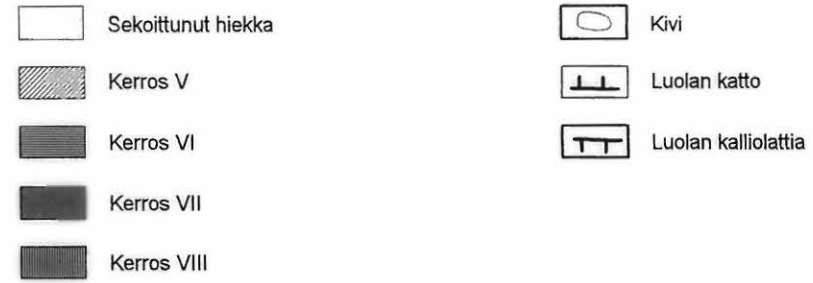 Sekoittunut hiekka
Kerros V
Kerros VI
Kerros VII
Kerros VIII
Kivi
Luolan katto
Luolan kalliolattia